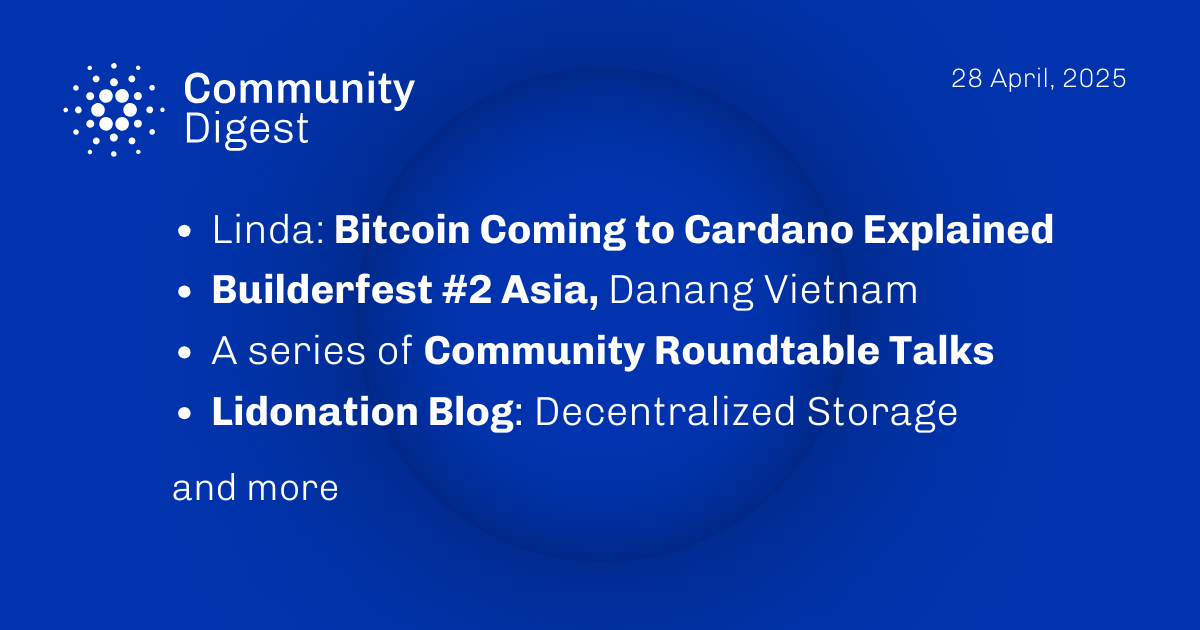 Community
Digest
28 April, 2025
• Linda: Bitcoin Coming to Cardano Explained
• Builderfest #2 Asia, Danang Vietnam
• A series of Community Roundtable Talks
• Lidonation Blog: Decentralized Storage
and more